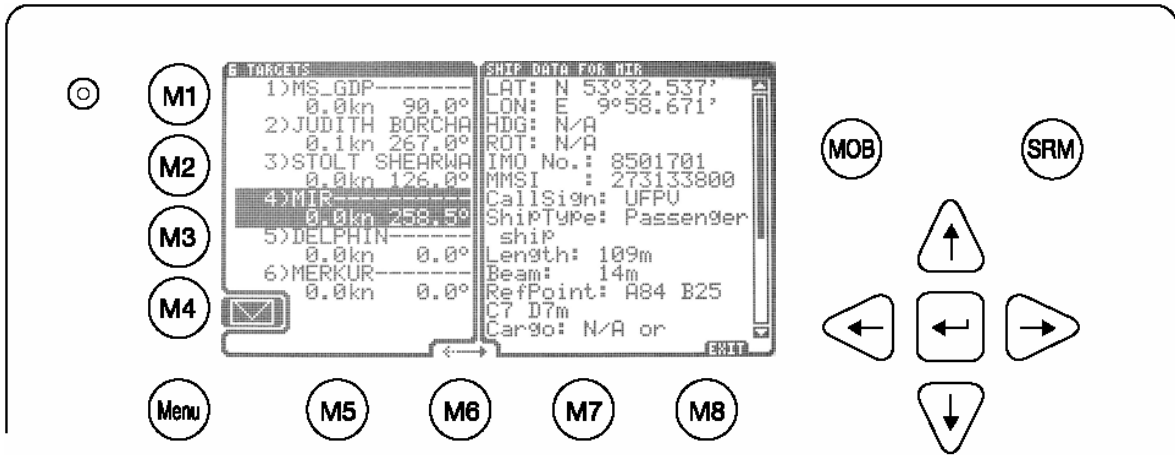 M1
M2
M3
M4
Menu
M5
M6
M7
M8
MOB
SRM
6 TARGETS
1)MS_GDP-------
0.0kn 90.0°
2)JUDITH BORCHA
0.1kn 267.0°
3)STOLT SHEARWA
0.0kn 126.0°
4)MIR----------
0.0kn 258.5°
5)DELPHIN------
0.0kn 0.0°
6)MERKUR-------
0.0kn 0.0°
SHIP DATA FOR MIR
LAT: N 53°32.537'
LON: E 9°58.671'
HDG: N/A
ROT: N/A
IMO No.: 8501701
MMSI : 273133800
CallSign: UFPV
ShipType: Passenger
ship
Length: 109m
Beam: 14m
RefPoint: A84 B25
C7 D7m
Cargo: N/A or
EXIT